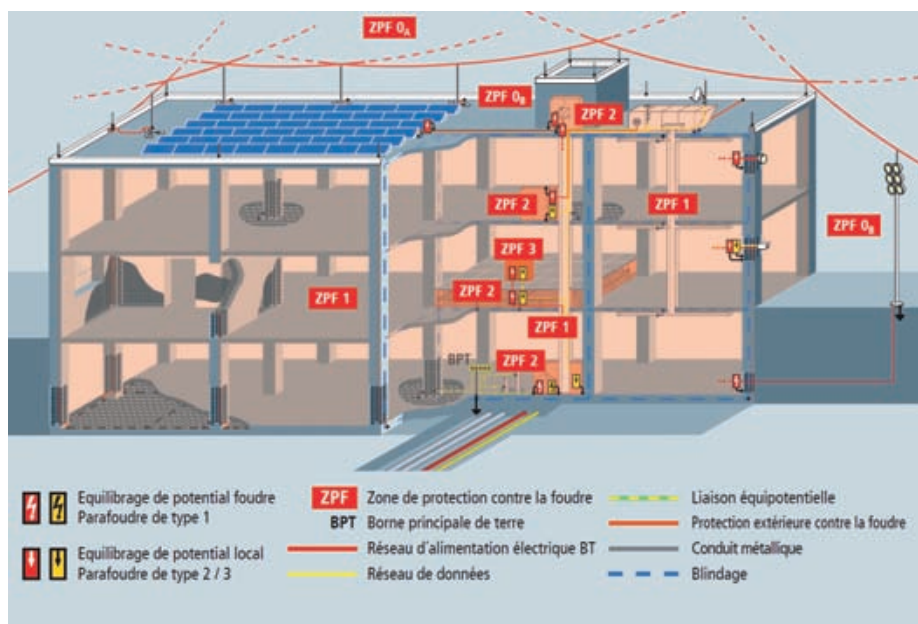 ZPF 0A
ZPF 0B
ZPF 2
ZPF 2
ZPF 1
ZPF 0B
ZPF 3
ZPF 1
ZPF 2
ZPF 1
BPT
ZPF 2
Equilibrage de potential foudre
Parafoudre de type 1
Equilibrage de potential local
Parafoudre de type 2 / 3
ZPF Zone de protection contre la foudre
BPT Borne principale de terre
Réseau d'alimentation électrique BT
Réseau de données
Liaison équipotentielle
Protection extérieure contre la foudre
Conduit métallique
Blindage